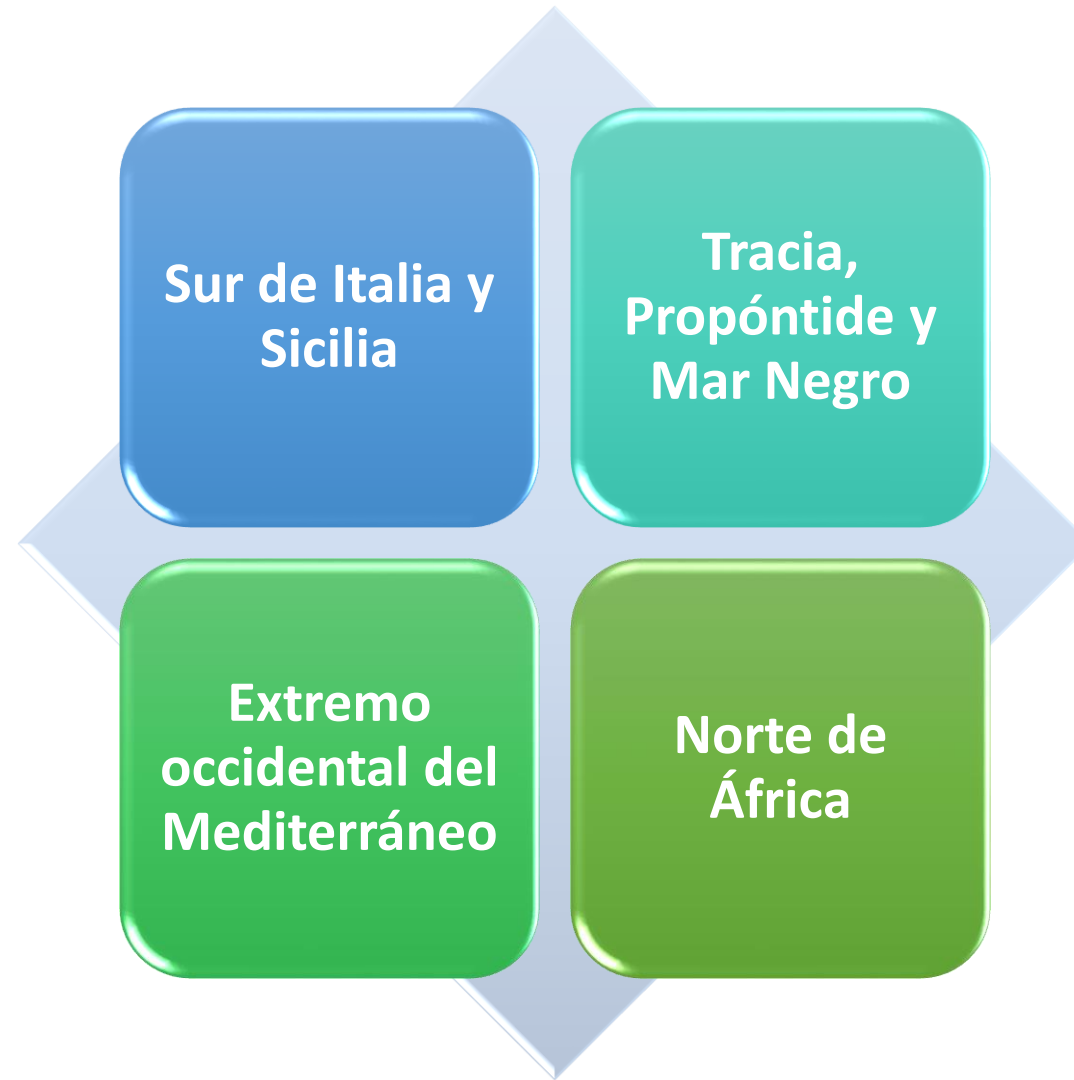 Sur de Italia y
Sicilia
Tracia,
Propóntide y
Mar Negro
Extremo
occidental del
Mediterráneo
Norte de
África